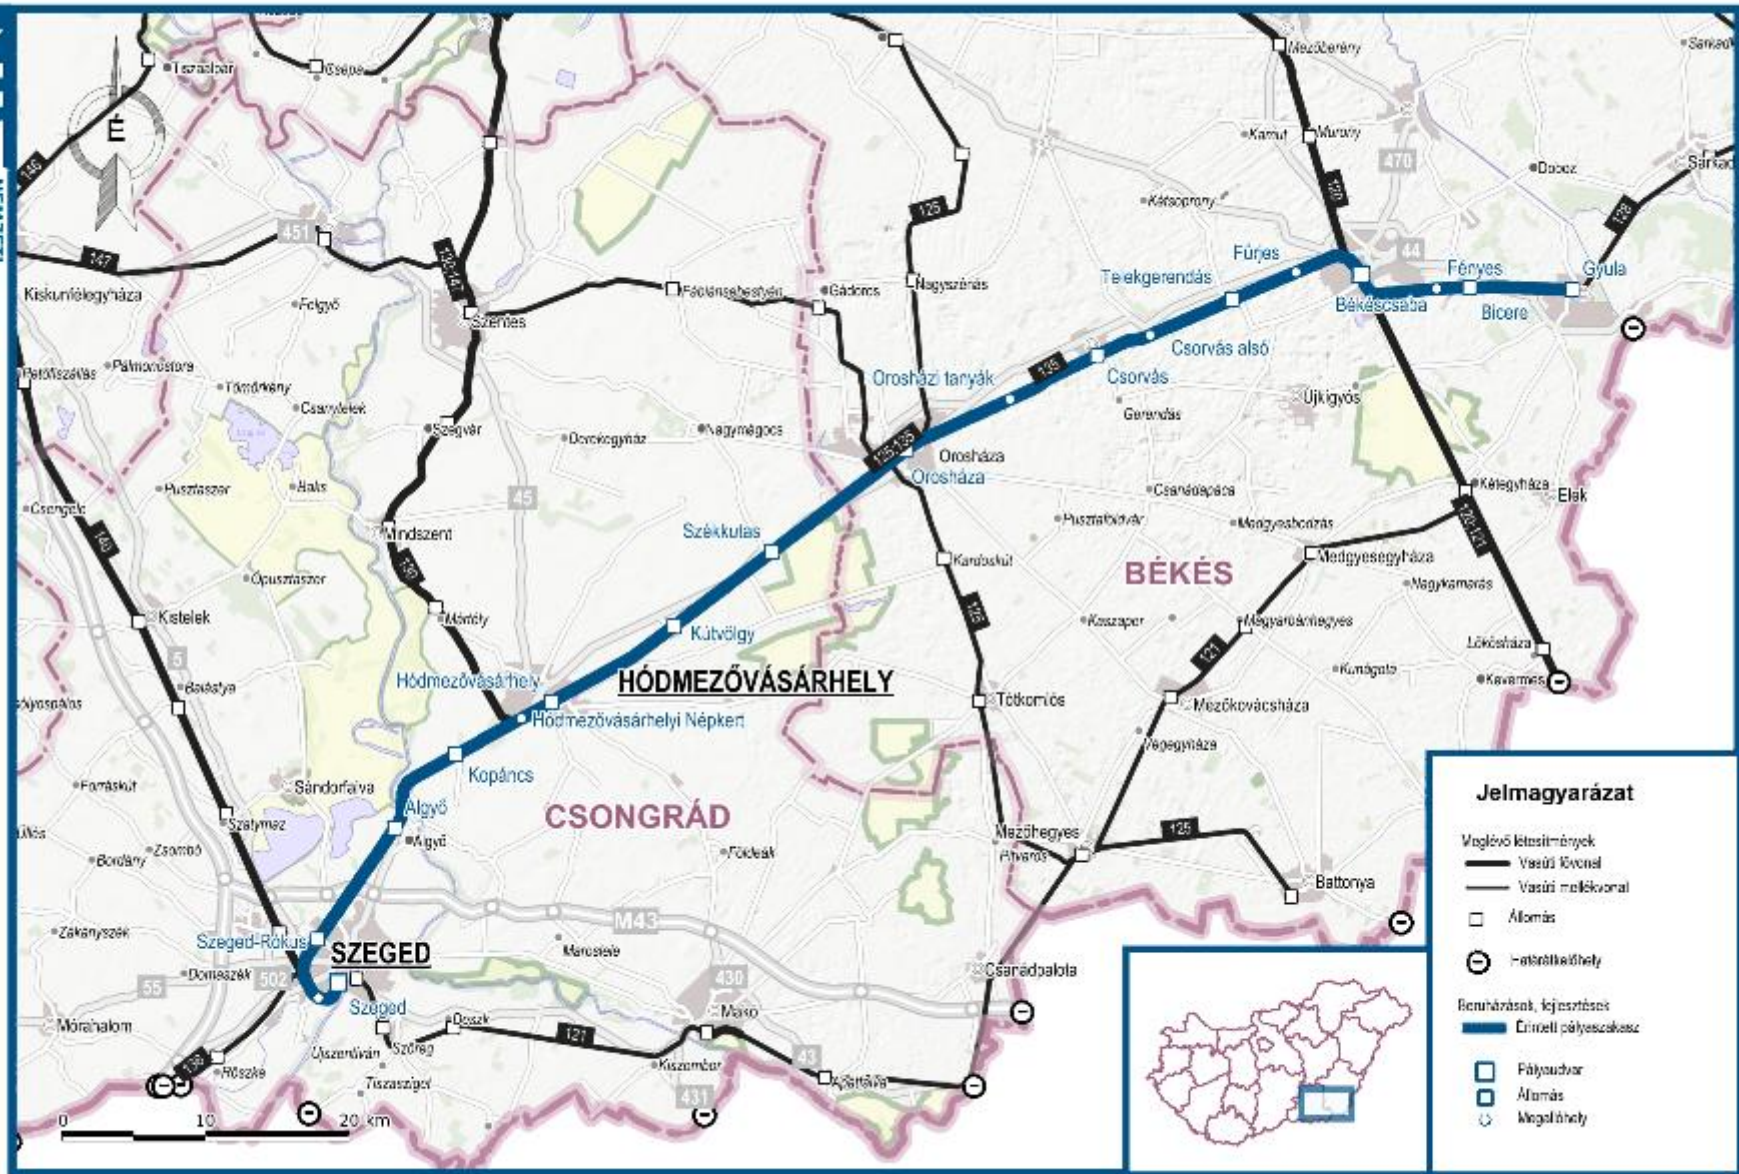 Tiszaalpár
Csépa
Mezőberény
Sarkad
É
146
Kamut
Murony
470
Doboz
Sarkad
125
Kétsoprony
120
128
451
130-147
147
Fürjes
44
Fényes
Gyula
Telekgerendás
Kiskunfélegyháza
Felgyő
Szentes
Fábiánsebestyén
Gádoros
Nagyszénás
Békéscsaba
Bicere
Csorvás alsó
135
Petőfiszállás
Pálmonostora
Tömörkény
Csanytelek
Orosházi tanyák
Csorvás
Gerendás
Újkígyós
Szegvár
Derekegyház
Nagymágocs
125-135
Orosháza
Orosháza
Pusztaszer
Baks
45
Csanádapáca
Kétegyháza
Elek
Csengele
140
Mindszent
Székkutas
Pusztaföldvár
Medgyesbodzás
120-121
130
Kardoskút
BÉKÉS
Medgyesegyháza
Ópusztaszer
Nagykamarás
Kistelek
Mártély
125
Kaszaper
Magyarbánhegyes
Kútvölgy
Lőkösháza
5
121
Kunágota
Balástya
Hódmezővásárhely
HÓDMEZŐVÁSÁRHELY
Kevermes
Tótkomlós
Mezőkovácsháza
Hódmezővásárhelyi Népkert
Végegyháza
Kopáncs
Forráskút
Sándorfalva
Algyő
CSONGRÁD
Jelmagyarázat
Szatymaz
Algyő
Mezőhegyes
125
Üllés
Bordány
Zsombó
Földeák
Pitvaros
Meglévő létesítmények
Vasúti fővonal
Vasúti mellékvonal
Battonya
M43
Állomás
Zákányszék
Szeged-Rókus
SZEGED
Maroslele
Határátkelőhely
Domaszék
502
430
Csanádpalota
55
Szeged
Beruházások, fejlesztések
Érintett pályaszakasz
Mórahalom
Deszk
Makó
121
Újszentiván
Szőreg
Kiszombor
43
Röszke
136
Tiszasziget
Apátfalva
431
Pályaudvar
Állomás
Megállóhely
0 10 20 km